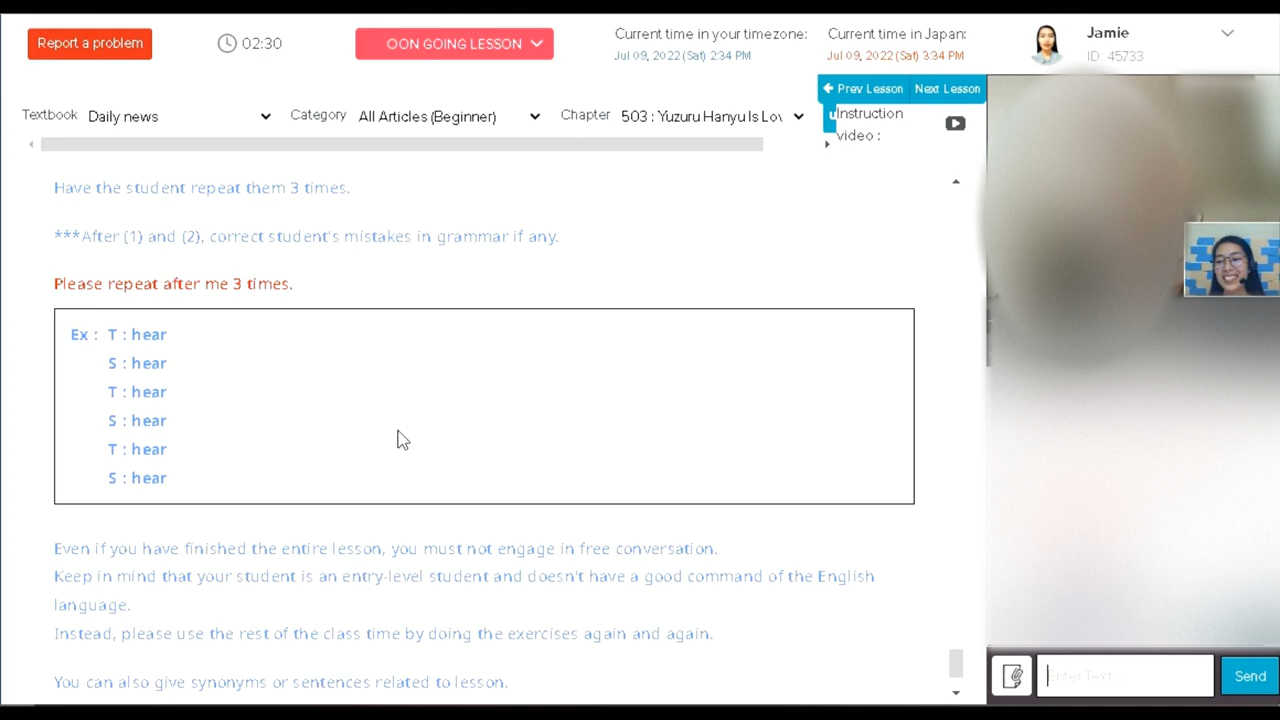 Report a problem
02:30
OON GOING LESSON
Current time in your timezone:
Jul 09, 2022 (Sat) 2:34 PM
Current time in Japan:
Jul 09, 2022 (Sat) 3:34 PM
Jamie
ID: 45733
Prev Lesson
Next Lesson
Textbook
Daily news
Category
All Articles (Beginner)
Chapter
503 : Yuzuru Hanyu Is Lov
u
Instruction
video :
Have the student repeat them 3 times.
***After (1) and (2), correct student's mistakes in grammar if any.
Please repeat after me 3 times.
Ex : T : hear
S : hear
T : hear
S : hear
T : hear
S : hear
Even if you have finished the entire lesson, you must not engage in free conversation.
Keep in mind that your student is an entry-level student and doesn't have a good command of the English
language.
Instead, please use the rest of the class time by doing the exercises again and again.
You can also give synonyms or sentences related to lesson.
Enter Text
Send